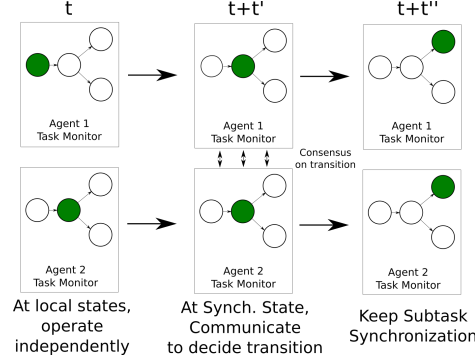 t
t+t'
t+t''
Agent 1
Task Monitor
Agent 1
Task Monitor
Agent 1
Task Monitor
Consensus
on transition
Agent 2
Task Monitor
Agent 2
Task Monitor
Agent 2
Task Monitor
At local states,
operate
independently
At Synch. State,
Communicate
to decide transition
Keep Subtask
Synchronization